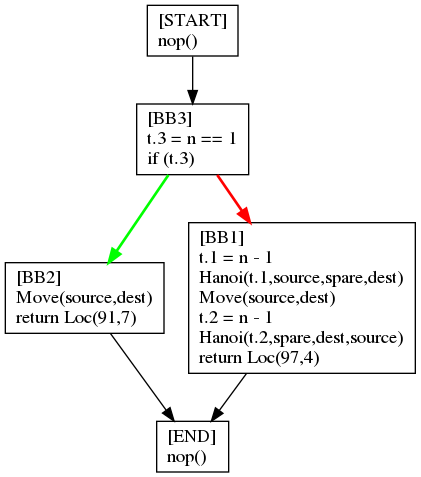 [START]
nop()
[BB3]
t.3 = n == 1
if (t.3)
[BB2]
Move(source,dest)
return Loc(91,7)
[BB1]
t.1 = n - 1
Hanoi(t.1,source,spare,dest)
Move(source,dest)
t.2 = n - 1
Hanoi(t.2,spare,dest,source)
return Loc(97,4)
[END]
nop()